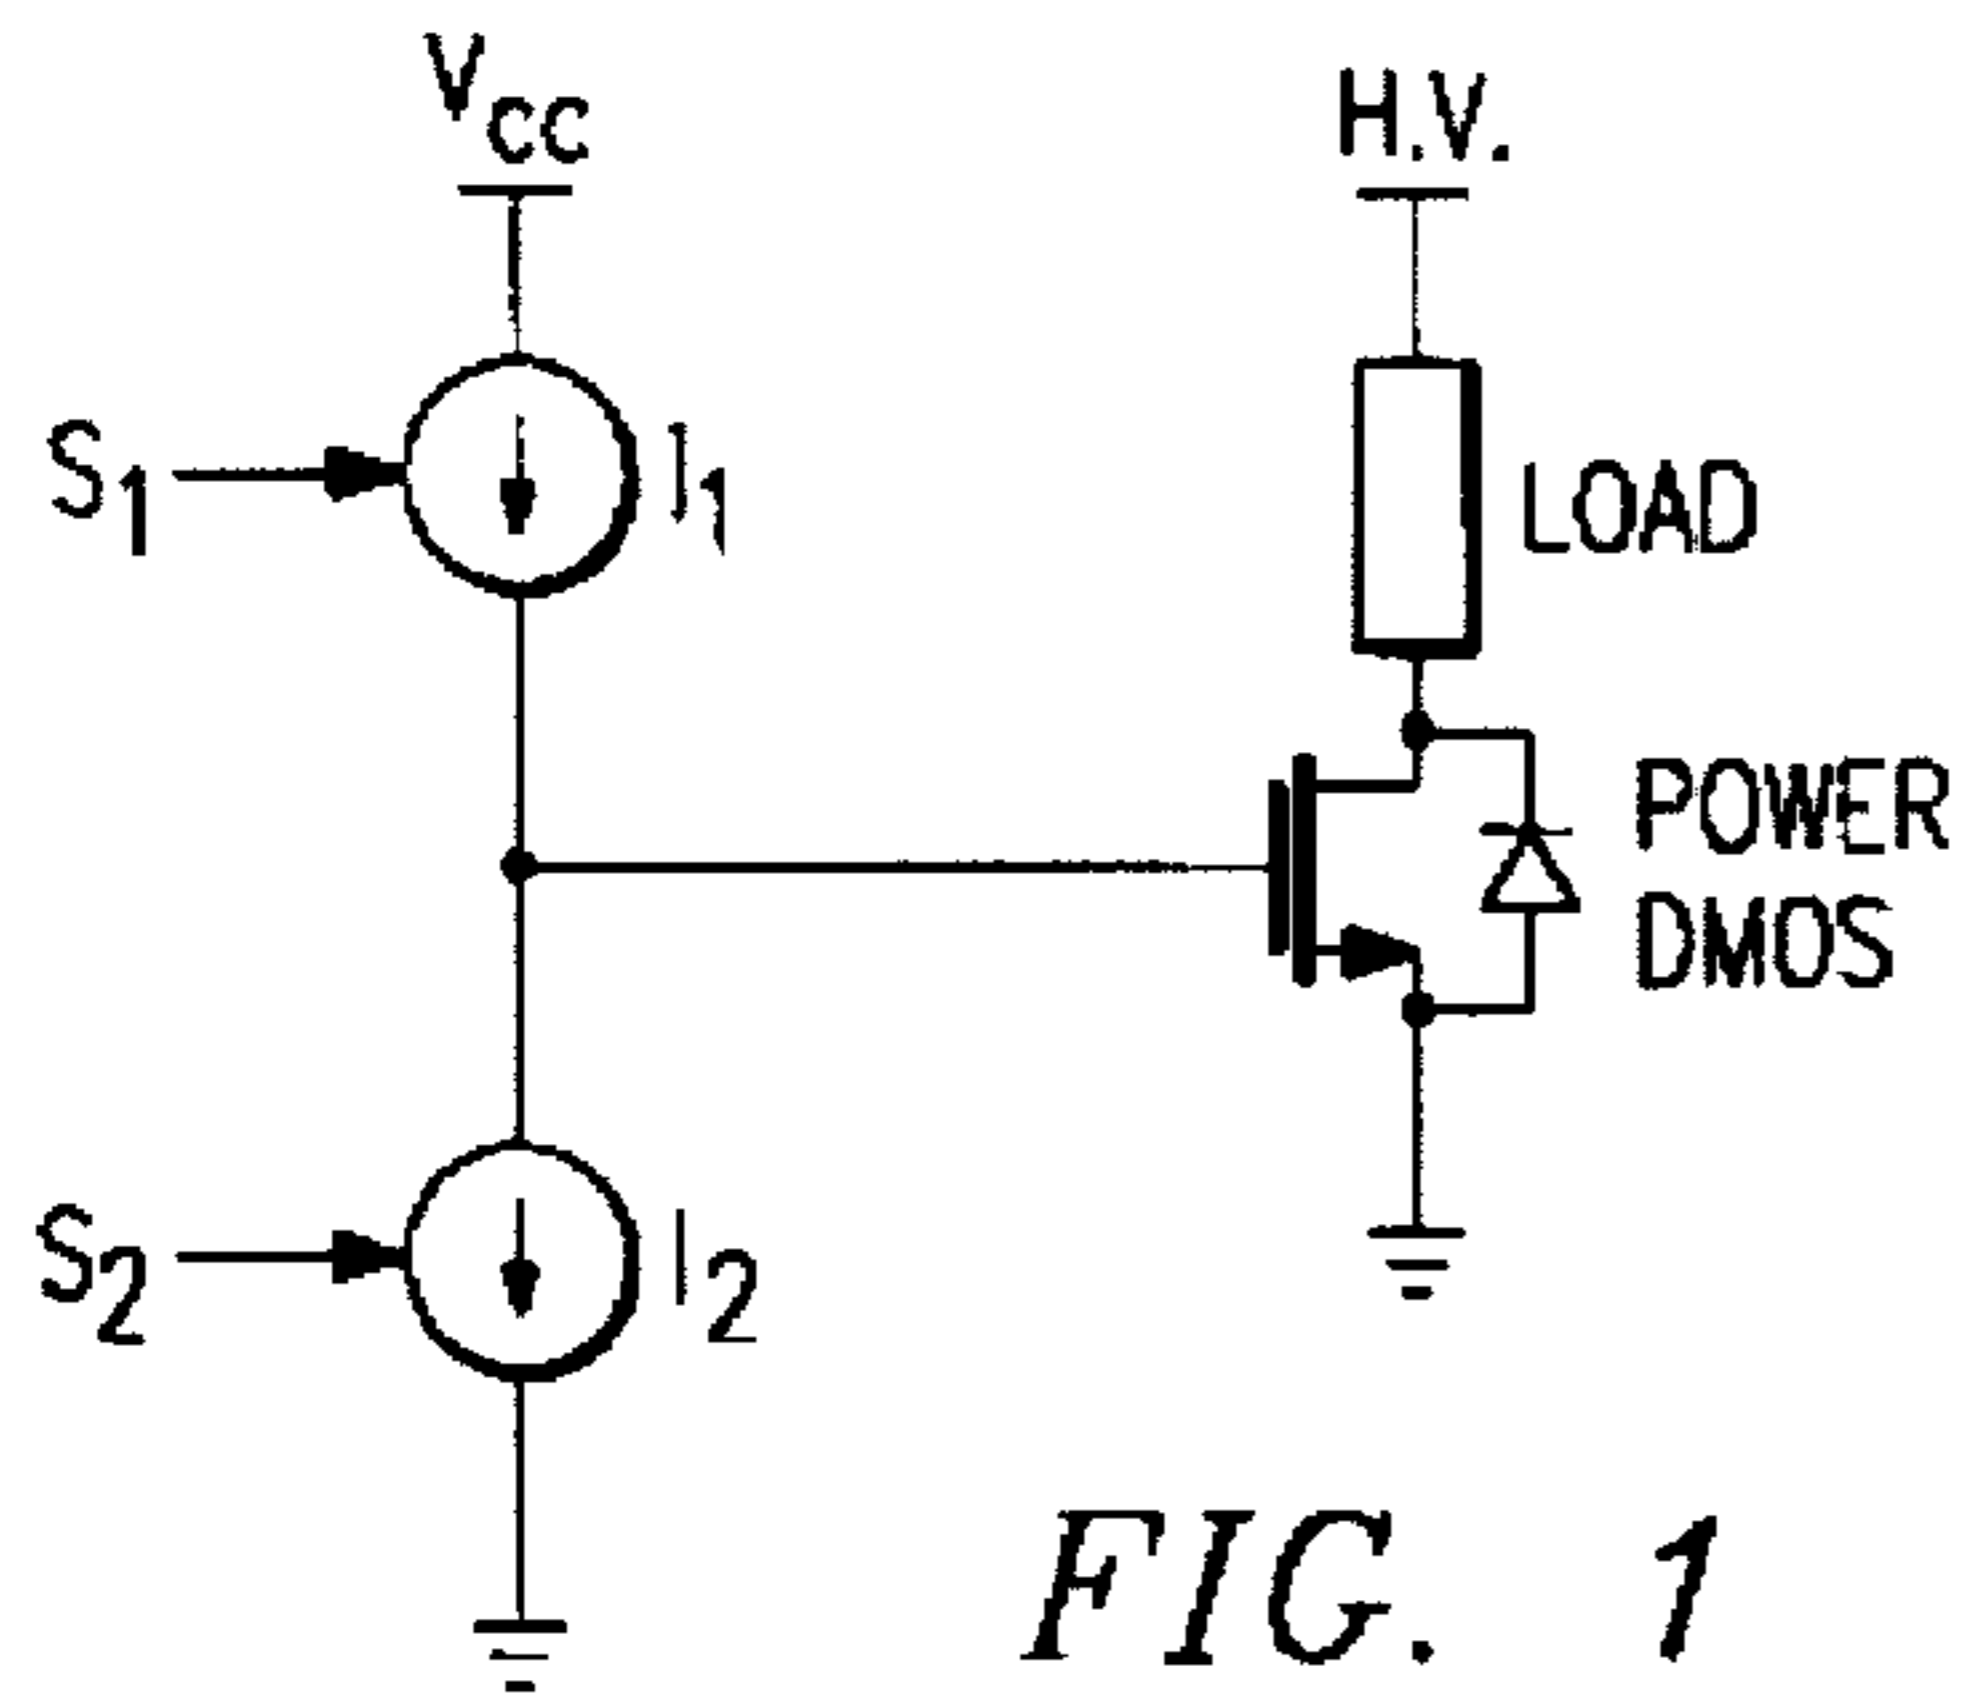 VCC
H.V.
S1
I1
LOAD
POWER
DMOS
S2
I2
FIG. 1